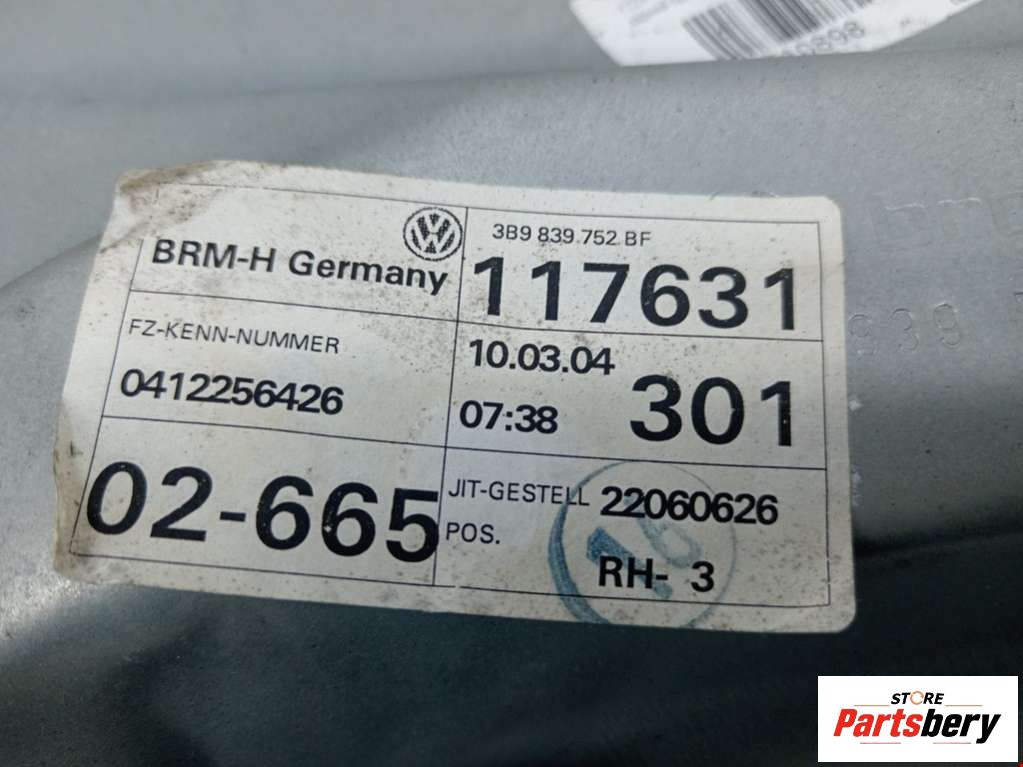 0898
BRM-H Germany
3B9 839.752 BF
117631
FZ-KENN-NUMMER
0412256426
10.03.04
07:38
301
02-665
JIT-GESTELL 22060626
POS.
RH- 3
STORE
Partsbery